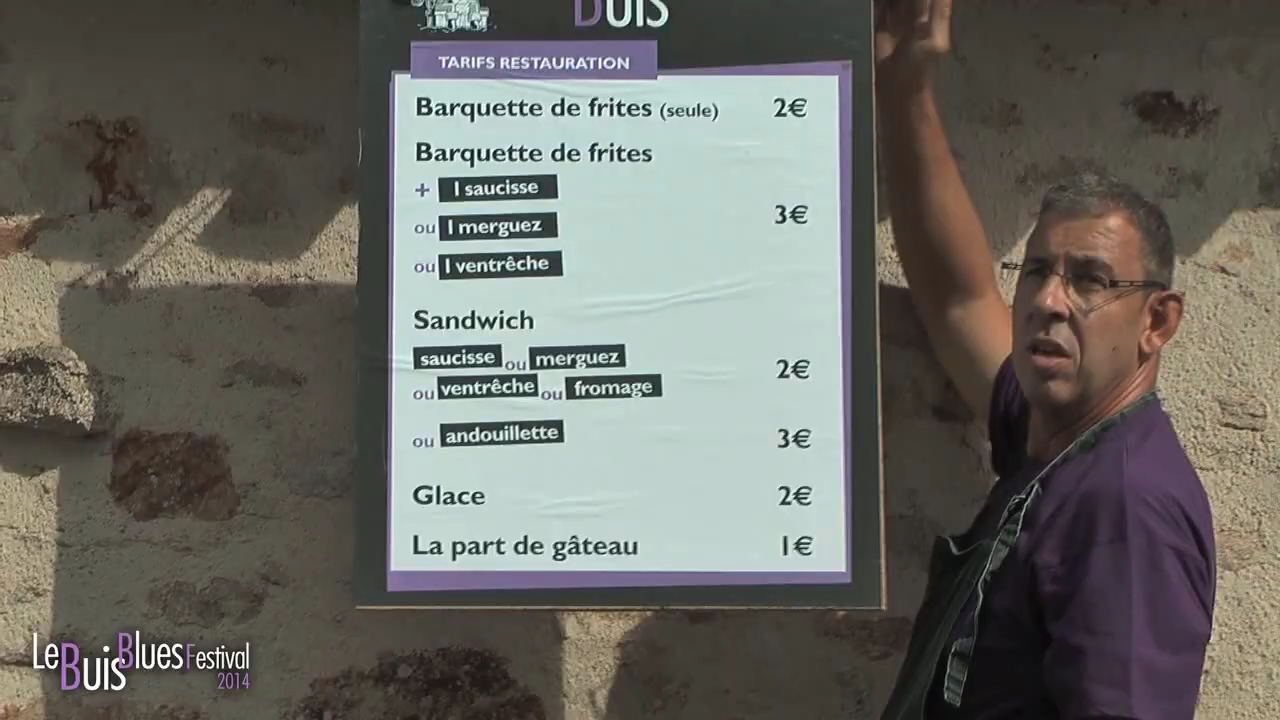 BUIS
TARIFS RESTAURATION
Barquette de frites (seule) 2€
Barquette de frites
+ 1 saucisse
ou 1 merguez 3€
ou 1 ventrêche
Sandwich
saucisse ou merguez
2€
ou ventrêche ou fromage
ou andouillette 3€
Glace 2€
La part de gâteau 1€
Le Buis Blues Festival
2014